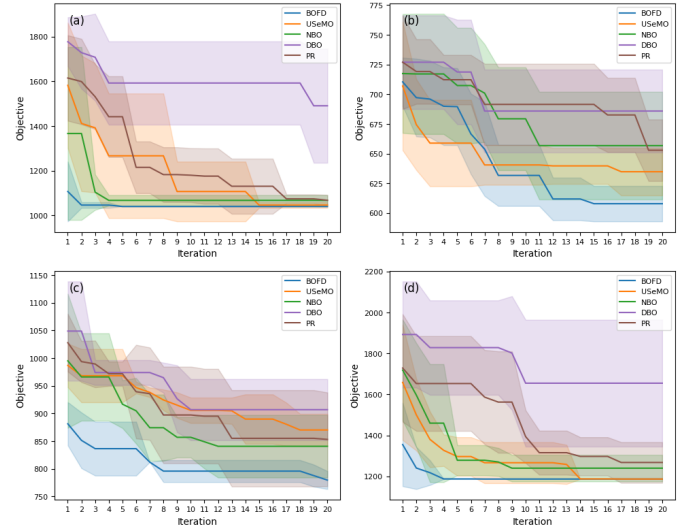 (a)
BOFD
USeMO
NBO
DBO
PR
Objective
1800
1600
1400
1200
1000
1 2 3 4 5 6 7 8 9 10 11 12 13 14 15 16 17 18 19 20
Iteration
(b)
BOFD
USeMO
NBO
DBO
PR
Objective
775
750
725
700
675
650
625
600
1 2 3 4 5 6 7 8 9 10 11 12 13 14 15 16 17 18 19 20
Iteration
(c)
BOFD
USeMO
NBO
DBO
PR
Objective
1150
1100
1050
1000
950
900
850
800
750
1 2 3 4 5 6 7 8 9 10 11 12 13 14 15 16 17 18 19 20
Iteration
(d)
BOFD
USeMO
NBO
DBO
PR
Objective
2200
2000
1800
1600
1400
1200
1 2 3 4 5 6 7 8 9 10 11 12 13 14 15 16 17 18 19 20
Iteration